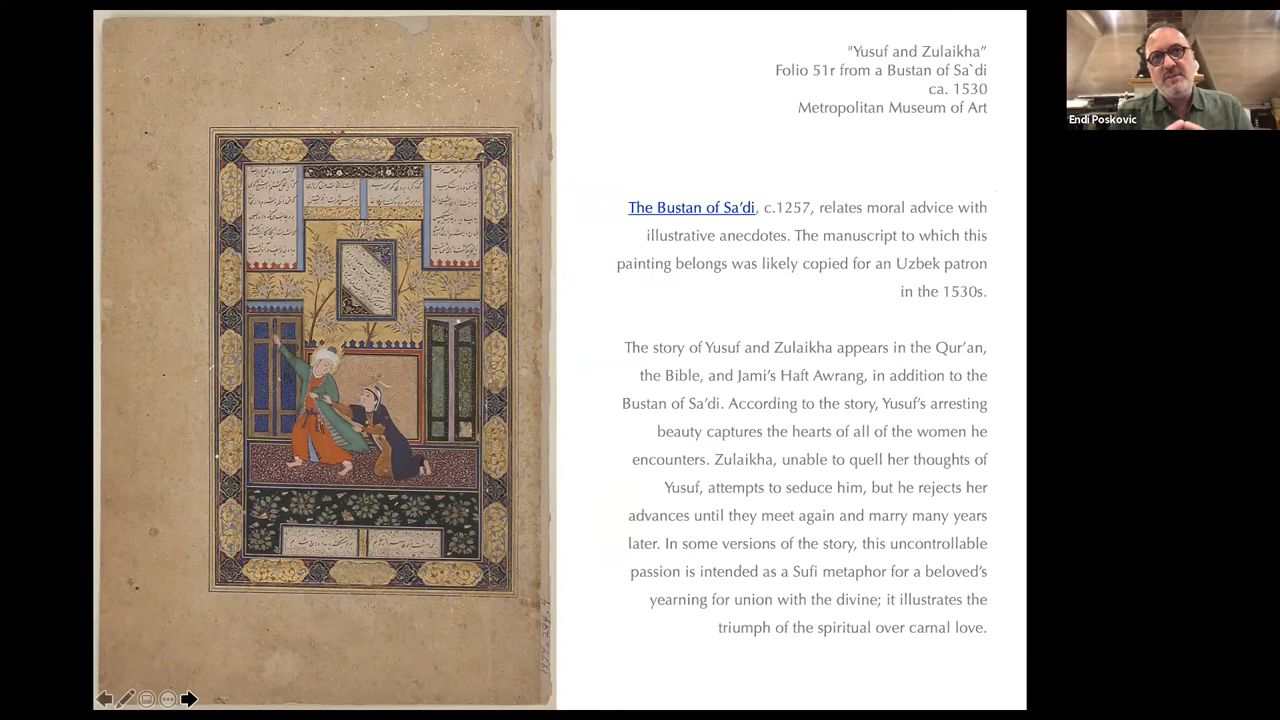 "Yusuf and Zulaikha”
Folio 51r from a Bustan of Sa`di
ca. 1530
Metropolitan Museum of Art
The Bustan of Sa’di, c.1257, relates moral advice with
illustrative anecdotes. The manuscript to which this
painting belongs was likely copied for an Uzbek patron
in the 1530s.
The story of Yusuf and Zulaikha appears in the Qur’an,
the Bible, and Jami’s Haft Awrang, in addition to the
Bustan of Sa’di. According to the story, Yusuf’s arresting
beauty captures the hearts of all of the women he
encounters. Zulaikha, unable to quell her thoughts of
Yusuf, attempts to seduce him, but he rejects her
advances until they meet again and marry many years
later. In some versions of the story, this uncontrollable
passion is intended as a Sufi metaphor for a beloved’s
yearning for union with the divine; it illustrates the
triumph of the spiritual over carnal love.
Endi Poskovic